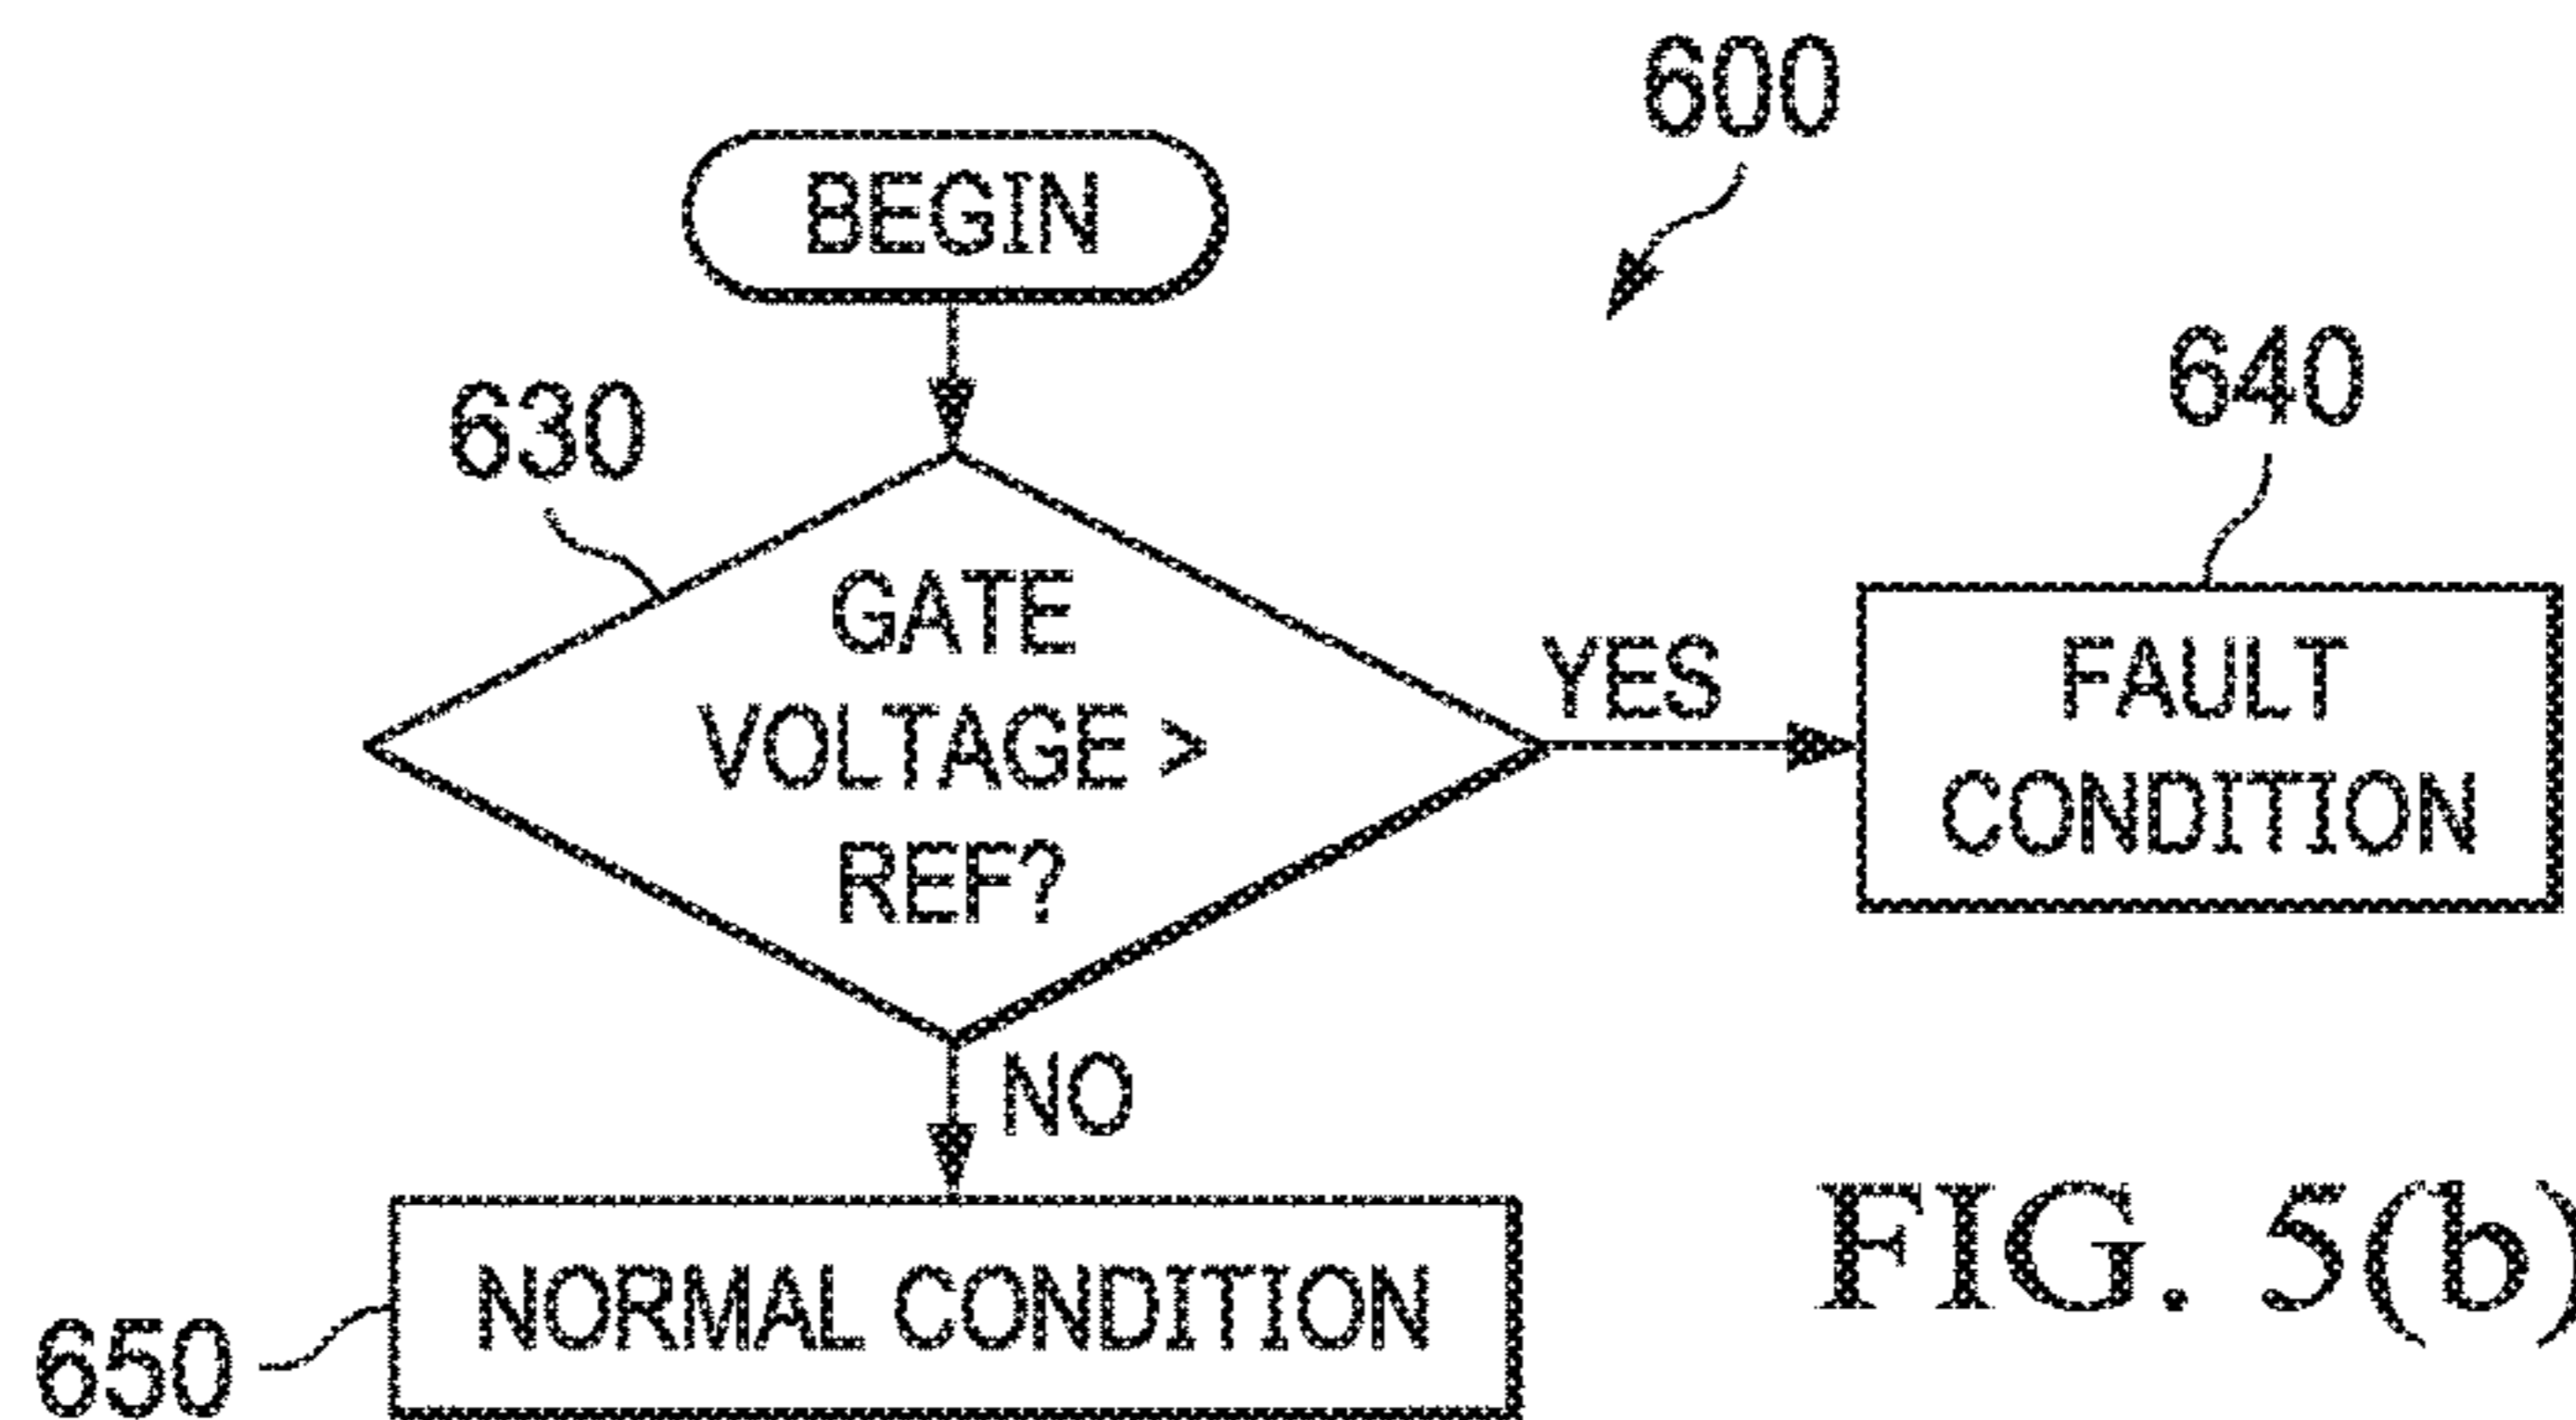 600
BEGIN
630
640
GATE
VOLTAGE >
REF?
YES
FAULT
CONDITION
NO
NORMAL CONDITION
650
FIG. 5(b)